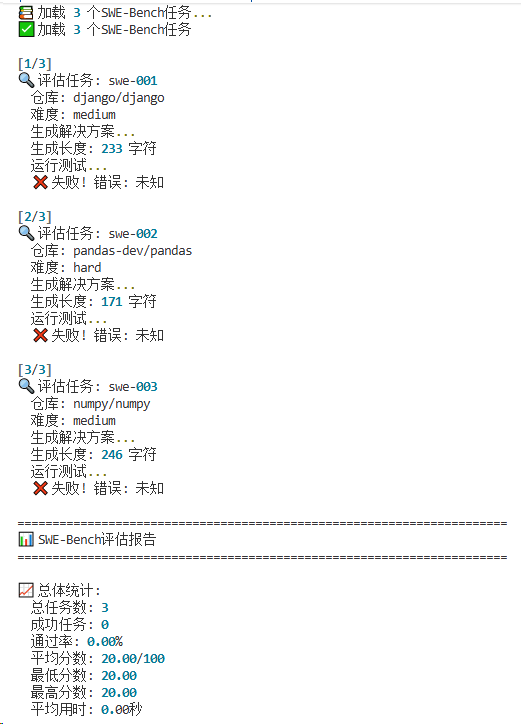 📚 加载 3 个SWE-Bench任务...
✅ 加载 3 个SWE-Bench任务
[1/3]
🔍 评估任务: swe-001
仓库: django/django
难度: medium
生成解决方案...
生成长度: 233 字符
运行测试...
❌ 失败! 错误: 未知
[2/3]
🔍 评估任务: swe-002
仓库: pandas-dev/pandas
难度: hard
生成解决方案...
生成长度: 171 字符
运行测试...
❌ 失败! 错误: 未知
[3/3]
🔍 评估任务: swe-003
仓库: numpy/numpy
难度: medium
生成解决方案...
生成长度: 246 字符
运行测试...
❌ 失败! 错误: 未知
======================================================================
📊 SWE-Bench评估报告
======================================================================
📈 总体统计:
总任务数: 3
成功任务: 0
通过率: 0.00%
平均分数: 20.00/100
最低分数: 20.00
最高分数: 20.00
平均用时: 0.00秒